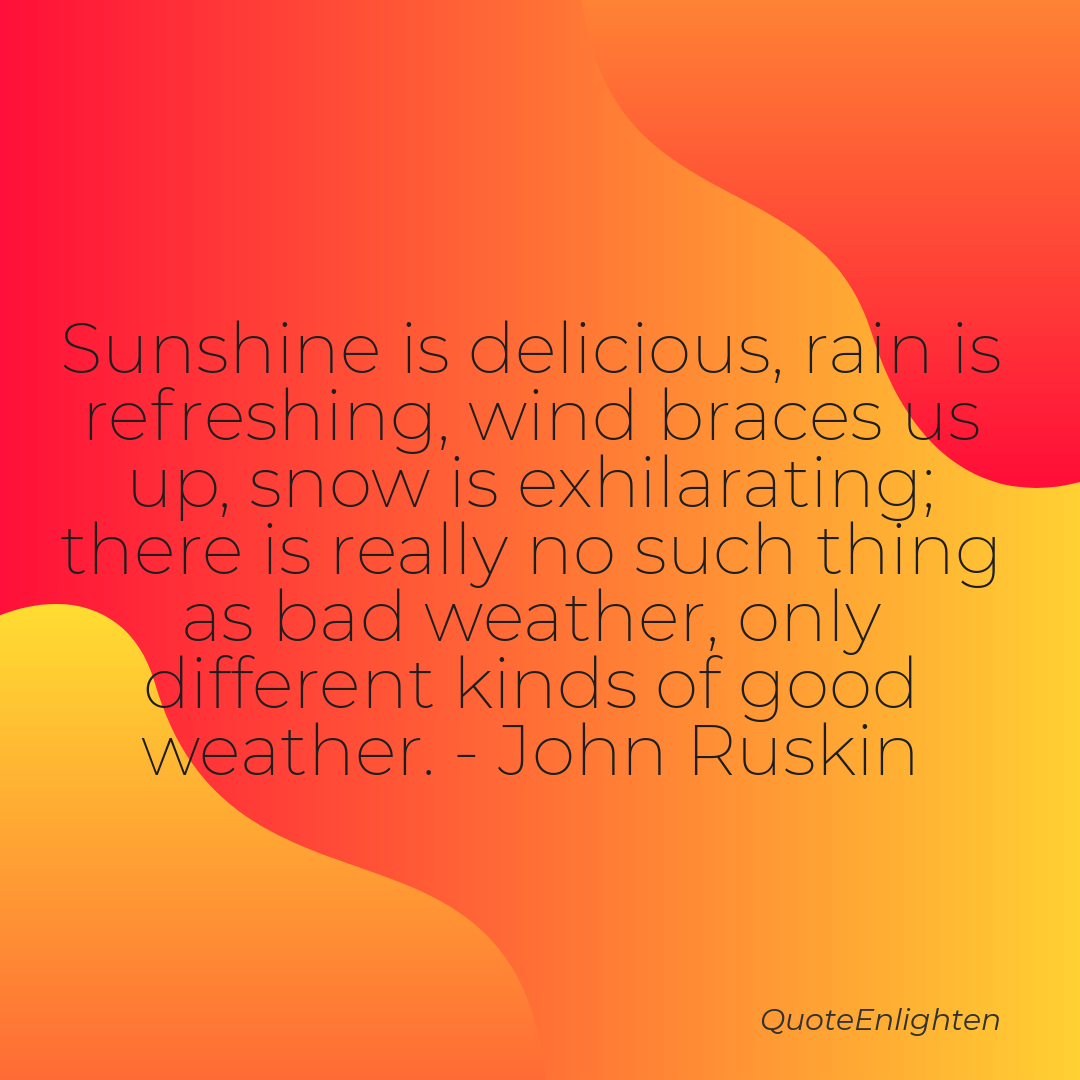 Sunshine is delicious, rain is
refreshing, wind braces us
up, snow is exhilarating;
there is really no such thing
as bad weather, only
different kinds of good
weather. - John Ruskin
QuoteEnlighten